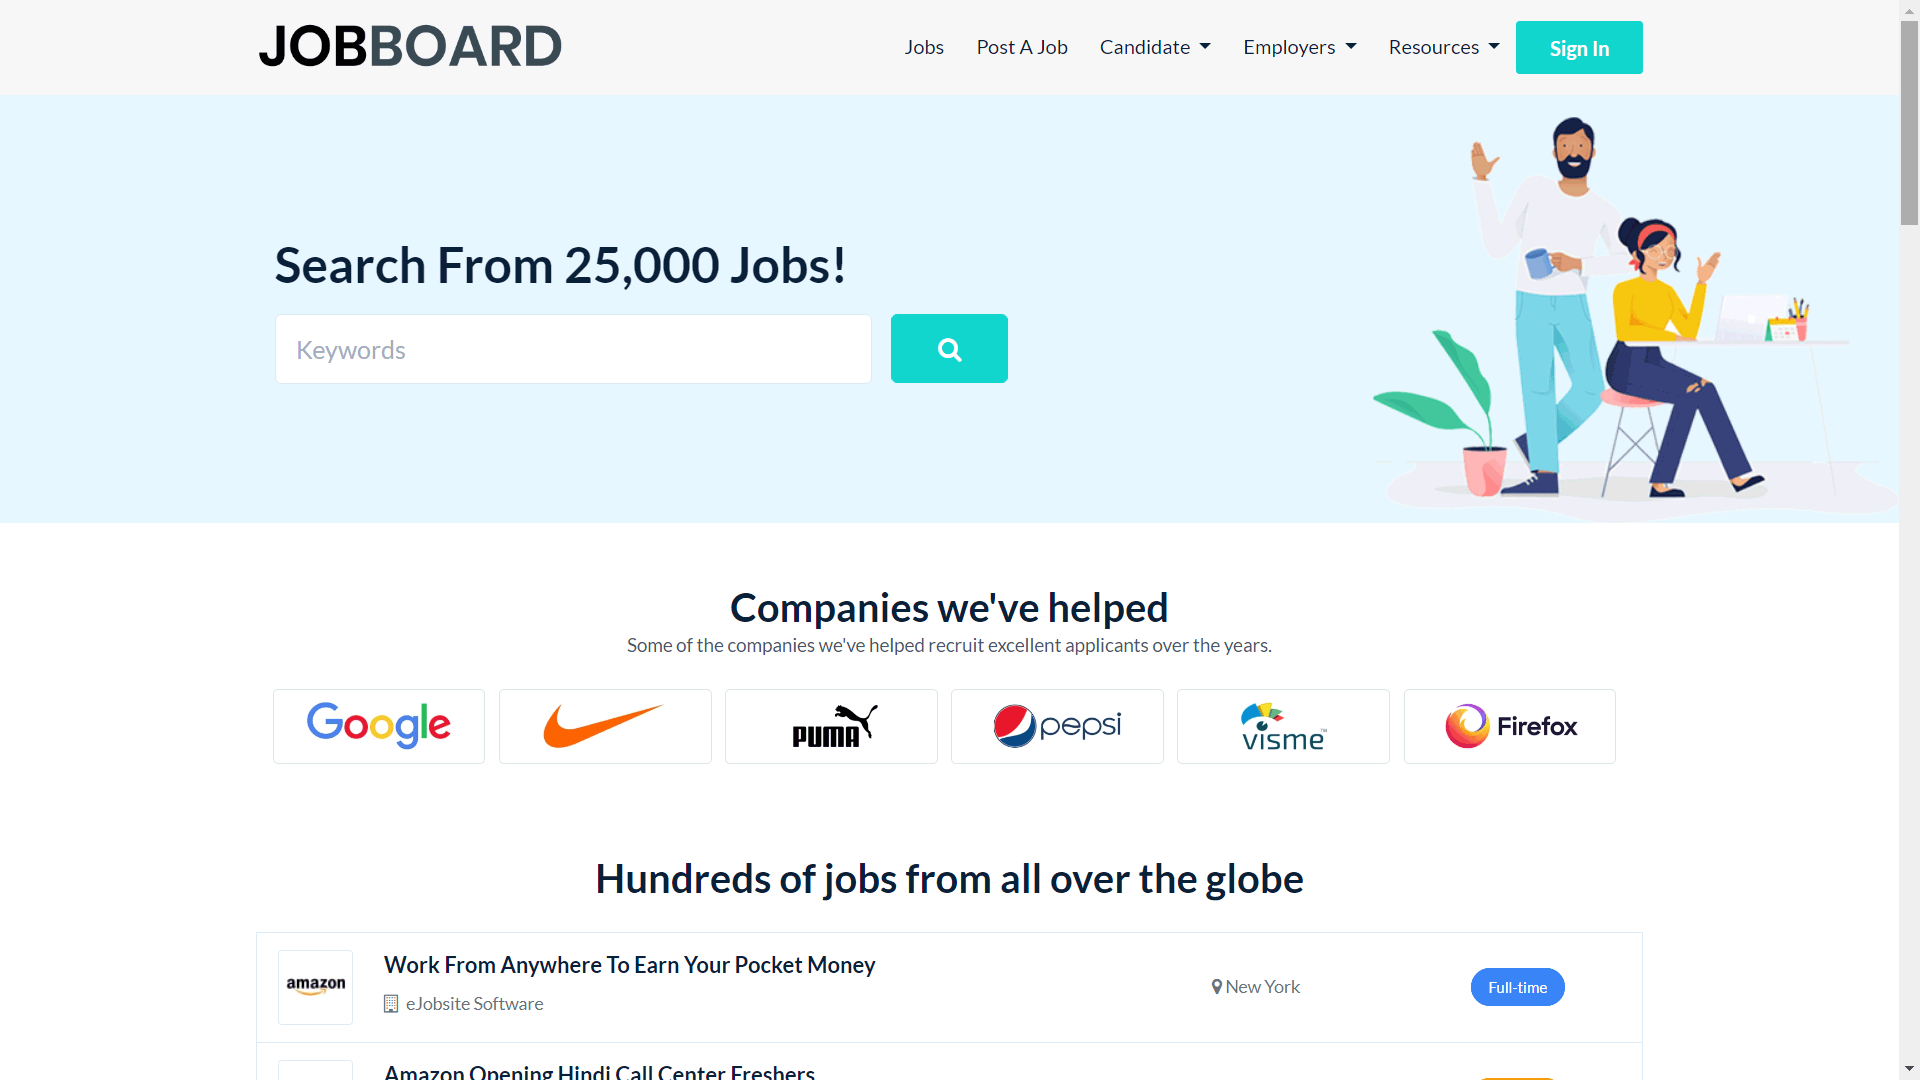 JOBBOARD
Jobs
Post A Job
Candidate
Employers
Resources
Sign In
Search From 25,000 Jobs!
Keywords
Companies we've helped
Some of the companies we've helped recruit excellent applicants over the years.
Google
PUMA
pepsi
visme™
Firefox
Hundreds of jobs from all over the globe
amazon
Work From Anywhere To Earn Your Pocket Money
eJobsite Software
New York
Full-time
Amazon Opening Hindi Call Center Freshers